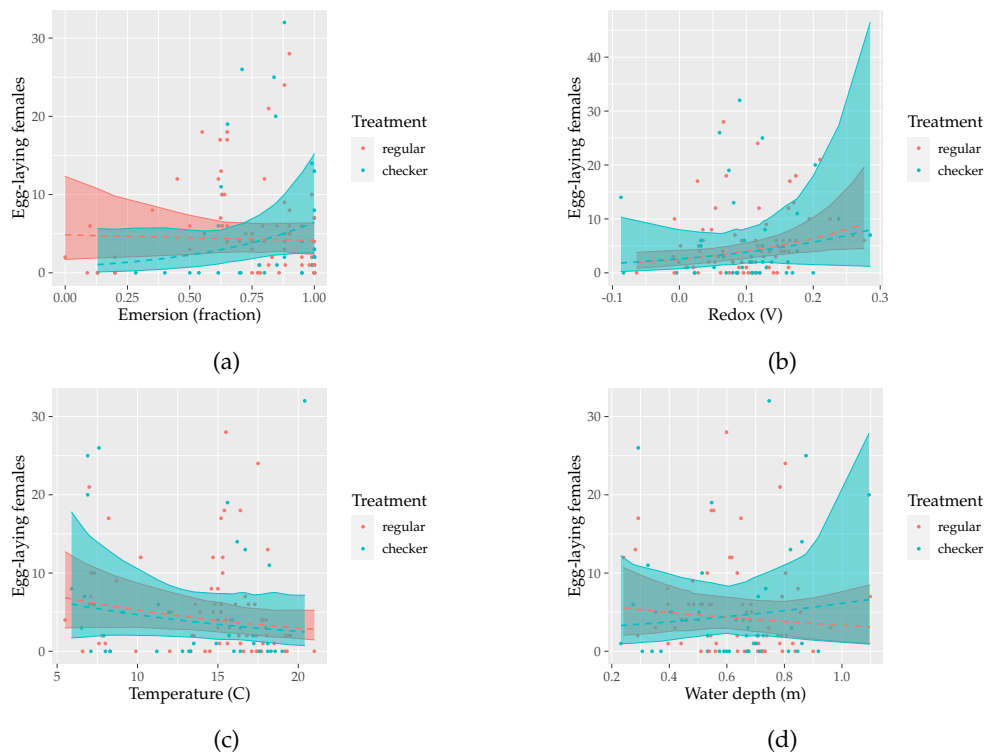 30
20
10
0
0.00 0.25 0.50 0.75 1.00
Egg-laying females
Emersion (fraction)
Treatment
regular
checker
(a)
40
30
20
10
0
-0.1 0.0 0.1 0.2 0.3
Egg-laying females
Redox (V)
Treatment
regular
checker
(b)
30
20
10
0
5 10 15 20
Egg-laying females
Temperature (C)
Treatment
regular
checker
(c)
30
20
10
0
0.2 0.4 0.6 0.8 1.0
Egg-laying females
Water depth (m)
Treatment
regular
checker
(d)